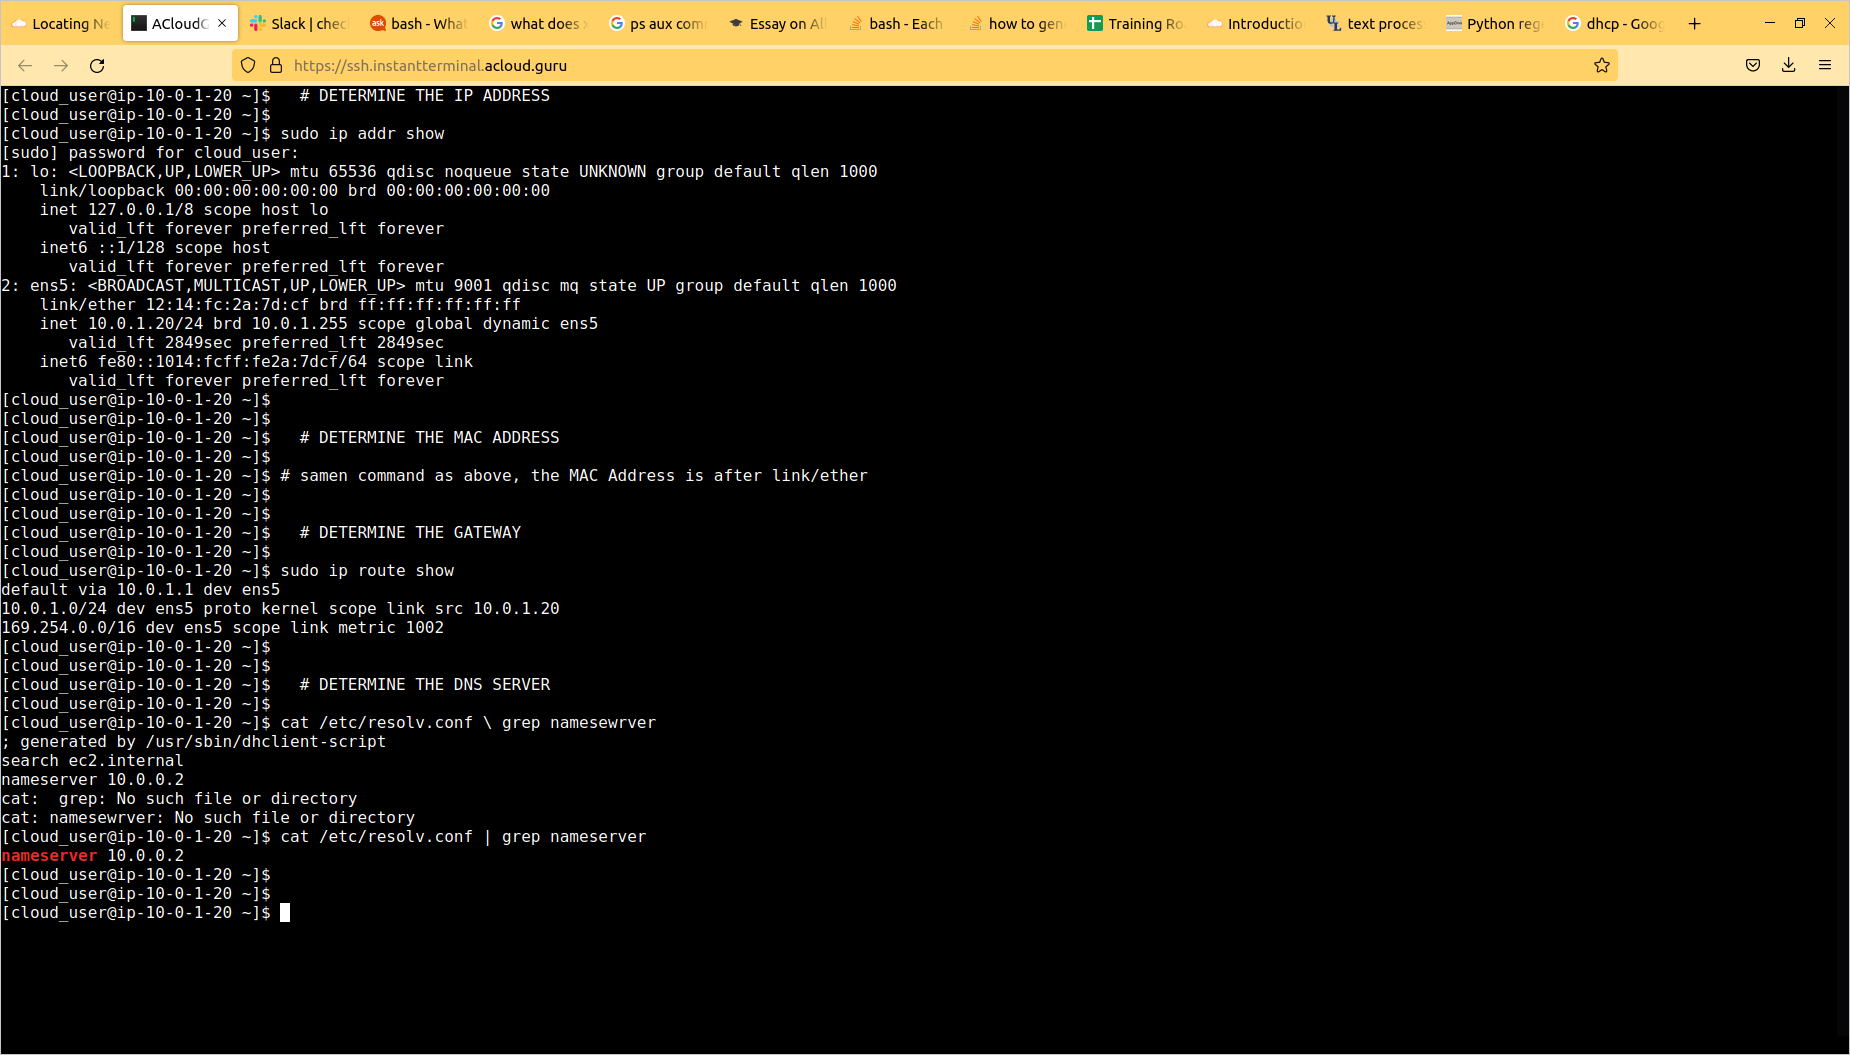 Locating Ne
ACloudG
Slack | chec
bash - What
what does
ps aux com
Essay on Al
bash - Each
how to gen
Training Ro
Introductio
text proces
Python reg
dhcp - Goog
https://ssh.instantterminal.acloud.guru
[cloud_user@ip-10-0-1-20 ~]$   # DETERMINE THE IP ADDRESS
[cloud_user@ip-10-0-1-20 ~]$
[cloud_user@ip-10-0-1-20 ~]$ sudo ip addr show
[sudo] password for cloud_user:
1: lo: <LOOPBACK,UP,LOWER_UP> mtu 65536 qdisc noqueue state UNKNOWN group default qlen 1000
    link/loopback 00:00:00:00:00:00 brd 00:00:00:00:00:00
    inet 127.0.0.1/8 scope host lo
       valid_lft forever preferred_lft forever
    inet6 ::1/128 scope host
       valid_lft forever preferred_lft forever
2: ens5: <BROADCAST,MULTICAST,UP,LOWER_UP> mtu 9001 qdisc mq state UP group default qlen 1000
    link/ether 12:14:fc:2a:7d:cf brd ff:ff:ff:ff:ff:ff
    inet 10.0.1.20/24 brd 10.0.1.255 scope global dynamic ens5
       valid_lft 2849sec preferred_lft 2849sec
    inet6 fe80::1014:fcff:fe2a:7dcf/64 scope link
       valid_lft forever preferred_lft forever
[cloud_user@ip-10-0-1-20 ~]$
[cloud_user@ip-10-0-1-20 ~]$
[cloud_user@ip-10-0-1-20 ~]$   # DETERMINE THE MAC ADDRESS
[cloud_user@ip-10-0-1-20 ~]$
[cloud_user@ip-10-0-1-20 ~]$ # samen command as above, the MAC Address is after link/ether
[cloud_user@ip-10-0-1-20 ~]$
[cloud_user@ip-10-0-1-20 ~]$
[cloud_user@ip-10-0-1-20 ~]$   # DETERMINE THE GATEWAY
[cloud_user@ip-10-0-1-20 ~]$
[cloud_user@ip-10-0-1-20 ~]$ sudo ip route show
default via 10.0.1.1 dev ens5
10.0.1.0/24 dev ens5 proto kernel scope link src 10.0.1.20
169.254.0.0/16 dev ens5 scope link metric 1002
[cloud_user@ip-10-0-1-20 ~]$
[cloud_user@ip-10-0-1-20 ~]$
[cloud_user@ip-10-0-1-20 ~]$   # DETERMINE THE DNS SERVER
[cloud_user@ip-10-0-1-20 ~]$
[cloud_user@ip-10-0-1-20 ~]$ cat /etc/resolv.conf \ grep namesewrver
; generated by /usr/sbin/dhclient-script
search ec2.internal
nameserver 10.0.0.2
cat:  grep: No such file or directory
cat: namesewrver: No such file or directory
[cloud_user@ip-10-0-1-20 ~]$ cat /etc/resolv.conf | grep nameserver
nameserver 10.0.0.2
[cloud_user@ip-10-0-1-20 ~]$
[cloud_user@ip-10-0-1-20 ~]$
[cloud_user@ip-10-0-1-20 ~]$